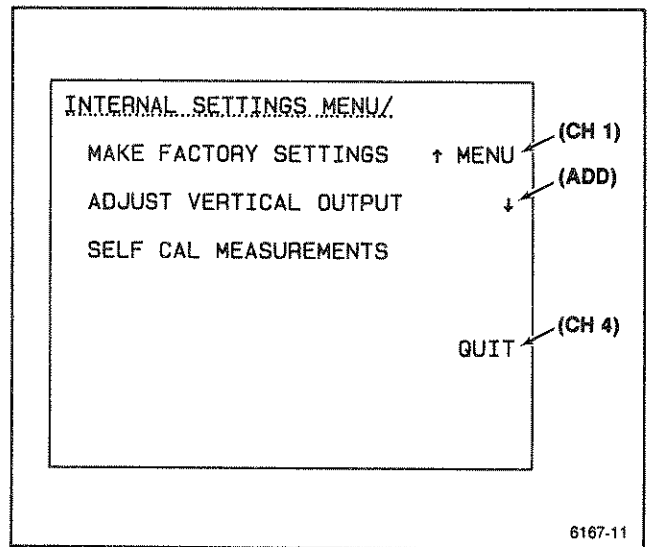 INTERNAL SETTINGS MENU/
MAKE FACTORY SETTINGS ↑ MENU (CH 1)
ADJUST VERTICAL OUTPUT ↓ (ADD)
SELF CAL MEASUREMENTS
QUIT (CH 4)
6167-11